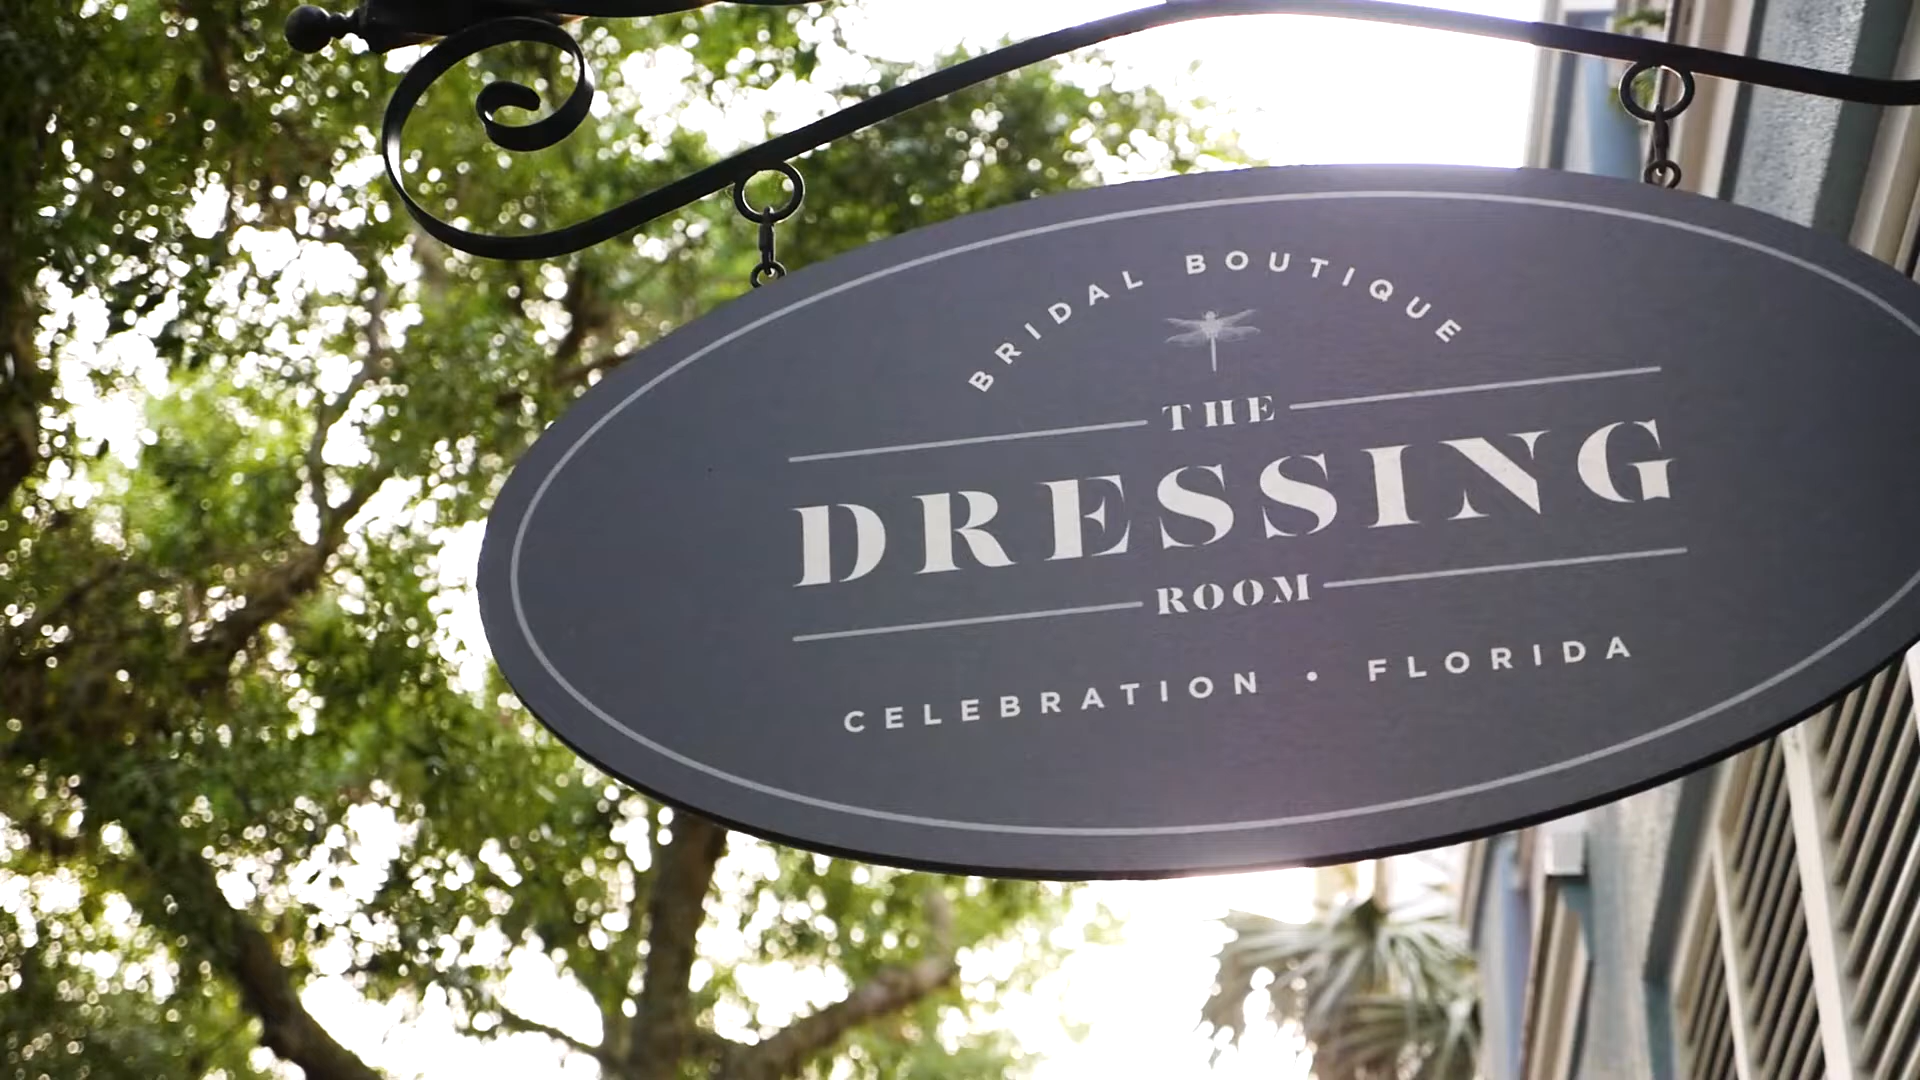 BRIDAL BOUTIQUE
THE
DRESSING
ROOM
CELEBRATION • FLORIDA